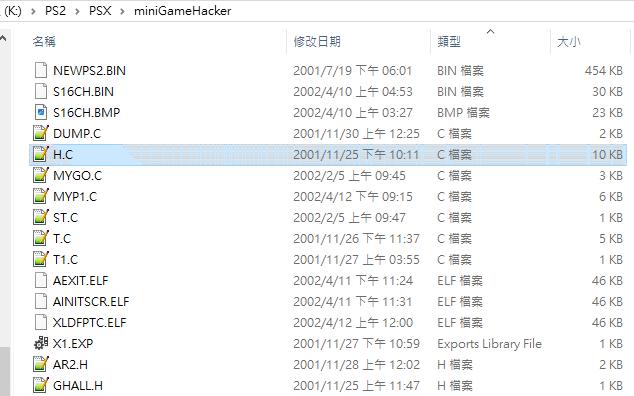 (K:) › PS2 › PSX › miniGameHacker
名稱 修改日期 類型 大小
NEWPS2.BIN 2001/7/19 下午 06:01 BIN 檔案 454 KB
S16CH.BIN 2002/4/10 上午 04:53 BIN 檔案 30 KB
S16CH.BMP 2002/4/10 上午 03:27 BMP 檔案 23 KB
DUMP.C 2001/11/30 上午 12:25 C 檔案 2 KB
H.C 2001/11/25 下午 10:11 C 檔案 10 KB
MYGO.C 2002/2/5 上午 09:45 C 檔案 3 KB
MYP1.C 2002/4/12 上午 09:15 C 檔案 6 KB
ST.C 2002/2/5 上午 09:47 C 檔案 1 KB
T.C 2001/11/26 下午 11:37 C 檔案 5 KB
T1.C 2001/11/27 上午 03:55 C 檔案 1 KB
AEXIT.ELF 2002/4/11 下午 11:24 ELF 檔案 46 KB
AINITSCR.ELF 2002/4/11 下午 11:31 ELF 檔案 46 KB
XLDFPTC.ELF 2002/4/12 上午 12:00 ELF 檔案 46 KB
X1.EXP 2001/11/27 下午 10:59 Exports Library File 1 KB
AR2.H 2001/11/28 上午 12:02 H 檔案 2 KB
GHALL.H 2001/11/25 下午 11:47 H 檔案 1 KB